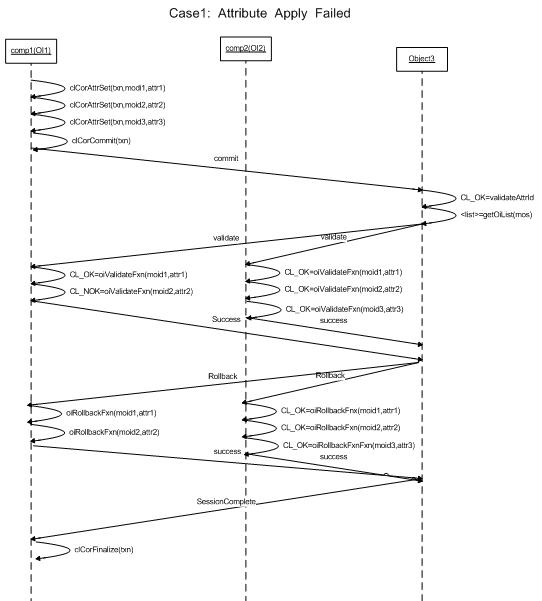 Case1: Attribute Apply Failed
comp1(OI1)
comp2(OI2)
Object3
clCorAttrSet(txn,modi1,attr1)
clCorAttrSet(txn,moid2,attr2)
clCorAttrSet(txn,moid3,attr3)
clCorCommit(txn)
commit
CL_OK=validateAttrId
<list>=getOiList(mos)
validate
validate
CL_OK=oiValidateFxn(moid1,attr1)
CL_OK=oiValidateFxn(moid1,attr1)
CL_NOK=oiValidateFxn(moid2,attr2)
CL_OK=oiValidateFxn(moid2,attr2)
CL_OK=oiValidateFxn(moid3,attr3)
Success
success
Rollback
Rollback
oiRollbackFxn(moid1,attr1)
CL_OK=oiRollbackFnx(moid1,attr1)
oiRollbackFxn(moid2,attr2)
CL_OK=oiRollbackFxn(moid2,attr2)
CL_OK=oiRollbackFxnFxn(moid3,attr3)
success
success
SessionComplete
clCorFinalize(txn)